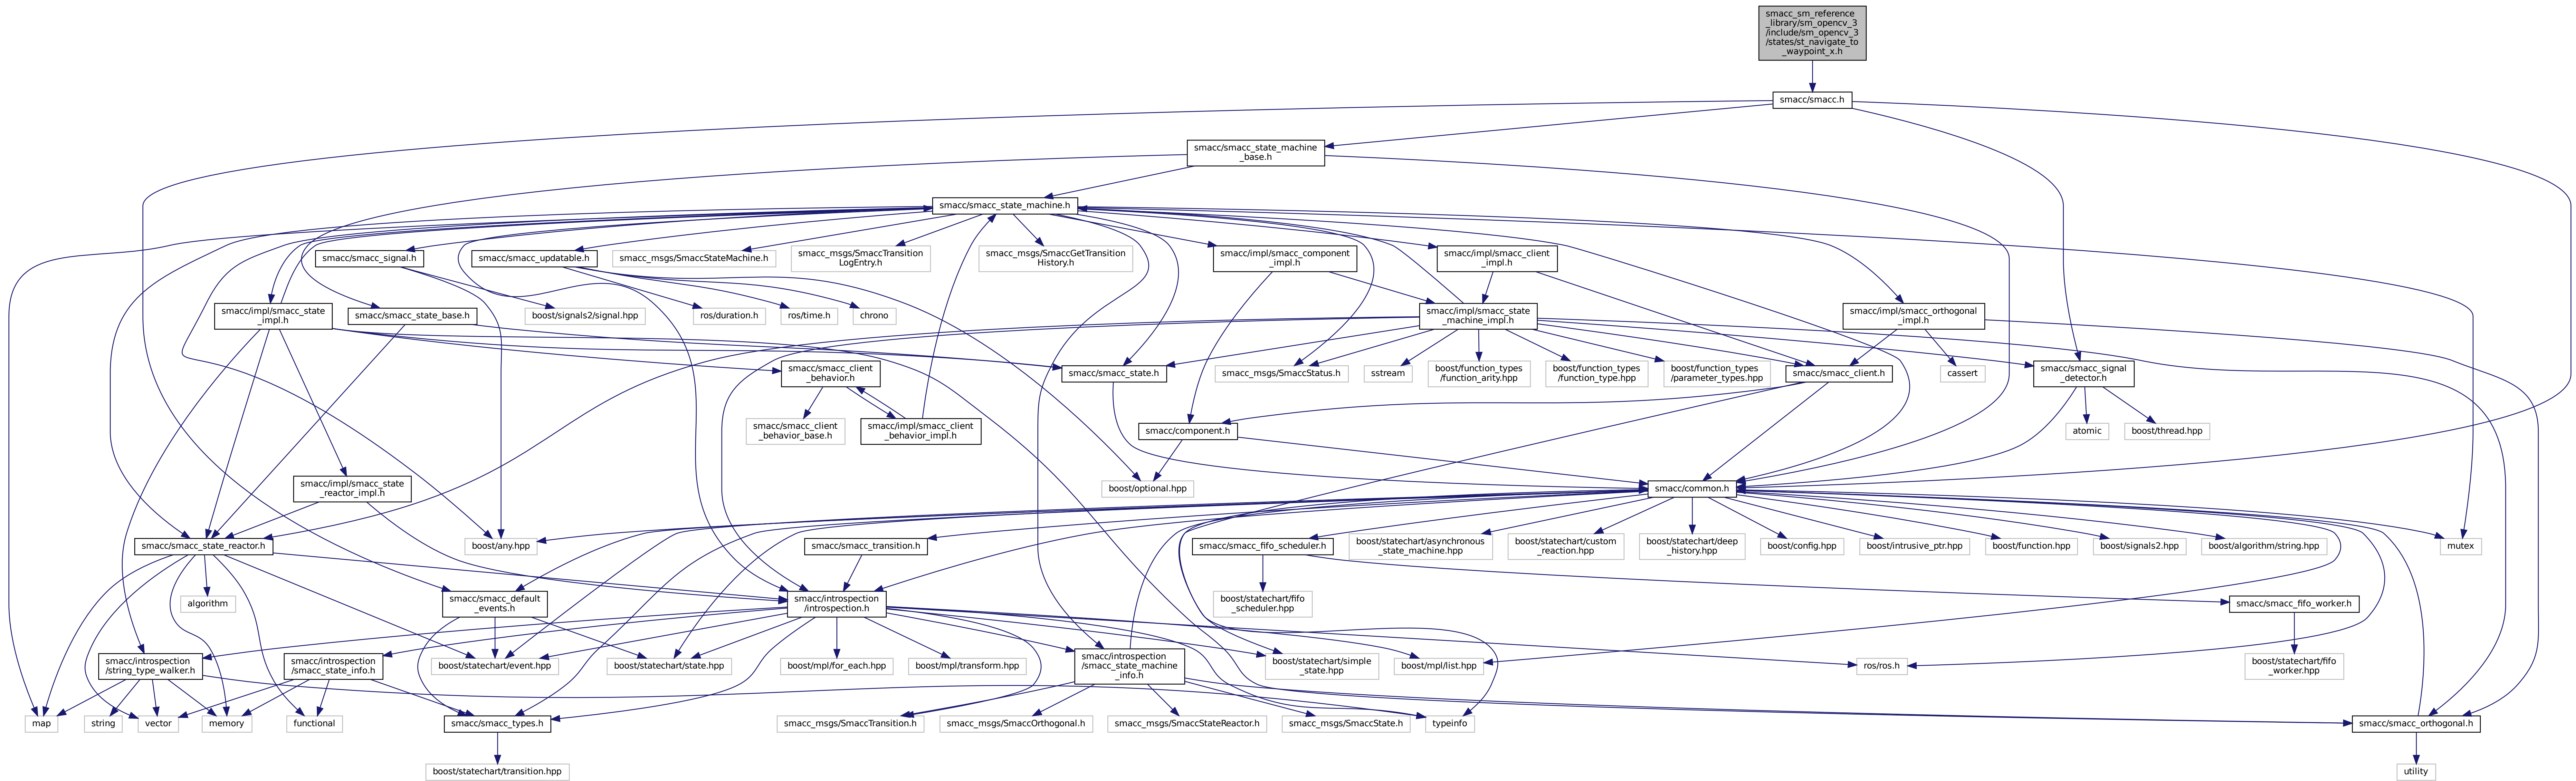 smacc_sm_reference
_library/sm_opencv_3
/include/sm_opencv_3
/states/st_navigate_to
_waypoint_x.h
smacc/smacc.h
smacc/smacc_state_machine
_base.h
smacc/smacc_state_machine.h
smacc/smacc_signal.h
smacc/smacc_updatable.h
smacc_msgs/SmaccStateMachine.h
smacc_msgs/SmaccTransition
LogEntry.h
smacc_msgs/SmaccGetTransition
History.h
smacc/impl/smacc_component
_impl.h
smacc/impl/smacc_client
_impl.h
smacc/impl/smacc_state
_impl.h
smacc/smacc_state_base.h
boost/signals2/signal.hpp
ros/duration.h
ros/time.h
chrono
smacc/impl/smacc_state
_machine_impl.h
smacc/impl/smacc_orthogonal
_impl.h
smacc/smacc_client
_behavior.h
smacc/smacc_state.h
smacc_msgs/SmaccStatus.h
sstream
boost/function_types
/function_arity.hpp
boost/function_types
/function_type.hpp
boost/function_types
/parameter_types.hpp
smacc/smacc_client.h
cassert
smacc/smacc_signal
_detector.h
smacc/smacc_client
_behavior_base.h
smacc/impl/smacc_client
_behavior_impl.h
smacc/component.h
atomic
boost/thread.hpp
smacc/impl/smacc_state
_reactor_impl.h
boost/optional.hpp
smacc/common.h
smacc/smacc_state_reactor.h
boost/any.hpp
smacc/smacc_transition.h
smacc/smacc_fifo_scheduler.h
boost/statechart/asynchronous
_state_machine.hpp
boost/statechart/custom
_reaction.hpp
boost/statechart/deep
_history.hpp
boost/config.hpp
boost/intrusive_ptr.hpp
boost/function.hpp
boost/signals2.hpp
boost/algorithm/string.hpp
mutex
algorithm
smacc/smacc_default
_events.h
smacc/introspection
/introspection.h
boost/statechart/fifo
_scheduler.hpp
smacc/smacc_fifo_worker.h
smacc/introspection
/string_type_walker.h
smacc/introspection
/smacc_state_info.h
boost/statechart/event.hpp
boost/statechart/state.hpp
boost/mpl/for_each.hpp
boost/mpl/transform.hpp
smacc/introspection
/smacc_state_machine
_info.h
boost/statechart/simple
_state.hpp
boost/mpl/list.hpp
ros/ros.h
boost/statechart/fifo
_worker.hpp
map
string
vector
memory
functional
smacc/smacc_types.h
smacc_msgs/SmaccTransition.h
smacc_msgs/SmaccOrthogonal.h
smacc_msgs/SmaccStateReactor.h
smacc_msgs/SmaccState.h
typeinfo
smacc/smacc_orthogonal.h
boost/statechart/transition.hpp
utility